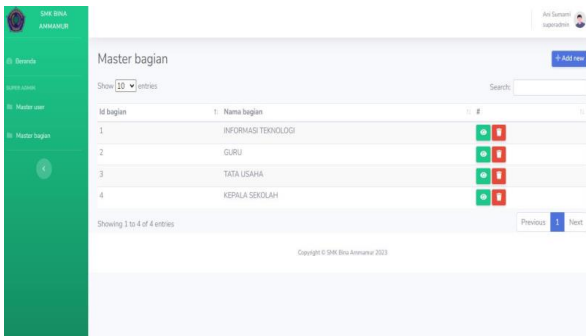 SMK BINA
AMMANUR
Ani Sumarni
superadmin
Beranda
SUPER ADMIN
Master user
Master bagian
Master bagian
+ Add new
Show 10 entries
Search:
Id bagian Nama bagian #
1 INFORMASI TEKNOLOGI
2 GURU
3 TATA USAHA
4 KEPALA SEKOLAH
Showing 1 to 4 of 4 entries
Previous 1 Next
Copyright © SMK Bina Ammanur 2023